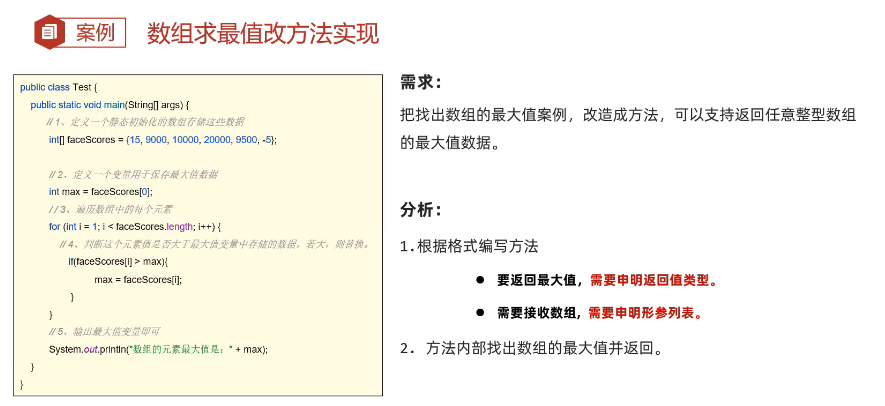 案例
数组求最值改方法实现
public class Test {
public static void main(String[] args) {
// 1、定义一个静态初始化的数组存储这些数据
int[] faceScores = {15, 9000, 10000, 20000, 9500, -5};
// 2、定义一个变量用于保存最大值数据
int max = faceScores[0];
// 3、遍历数组中的每个元素
for (int i = 1; i < faceScores.length; i++) {
// 4、判断这个元素值是否大于最大值变量中存储的数据，若大，则替换。
if(faceScores[i] > max){
max = faceScores[i];
}
}
// 5、输出最大值变量即可
System.out.println("数组的元素最大值是：" + max);
}
}
需求：
把找出数组的最大值案例，改造成方法，可以支持返回任意整型数组
的最大值数据。
分析：
1.根据格式编写方法
● 要返回最大值，需要申明返回值类型。
● 需要接收数组，需要申明形参列表。
2. 方法内部找出数组的最大值并返回。